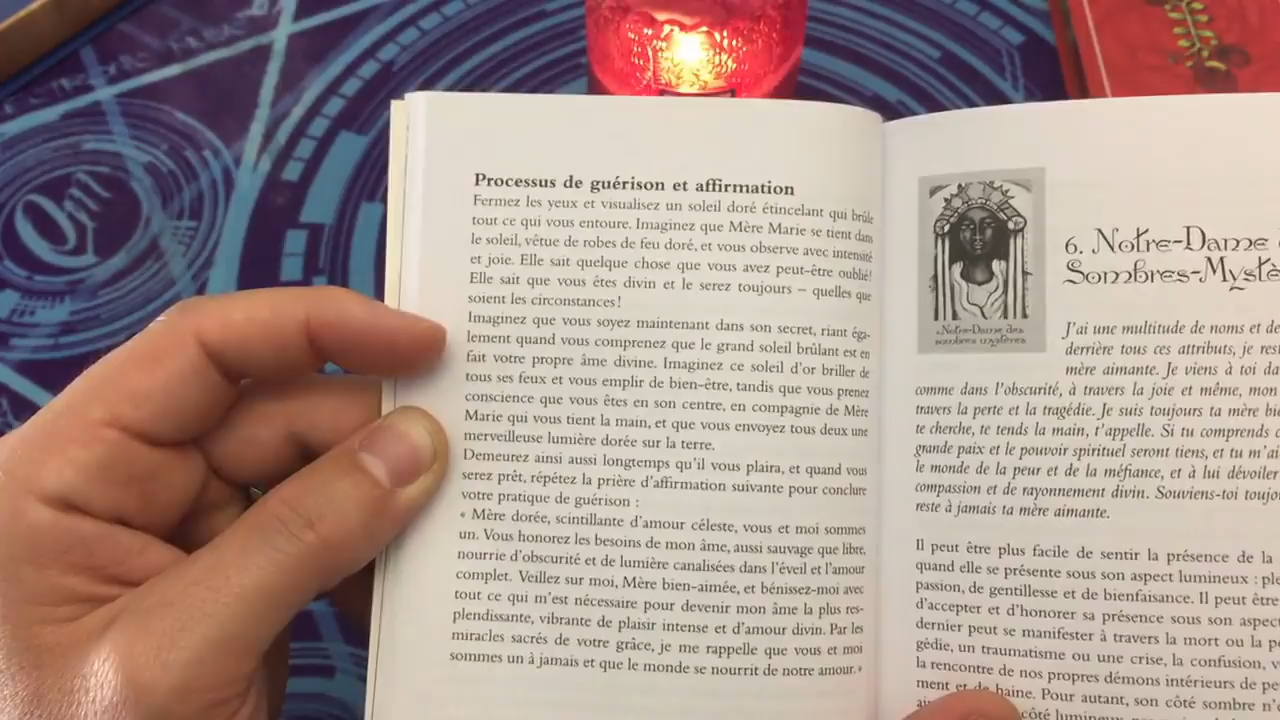 Om
Processus de guérison et affirmation
Fermez les yeux et visualisez un soleil doré étincelant qui brûle
tout ce qui vous entoure. Imaginez que Mère Marie se tient dans
le soleil, vêtue de robes de feu doré, et vous observe avec intensité
et joie. Elle sait quelque chose que vous avez peut-être oublié!
Elle sait que vous êtes divin et le serez toujours – quelles que
soient les circonstances!
Imaginez que vous soyez maintenant dans son secret, riant éga-
lement quand vous comprenez que le grand soleil brûlant est en
fait votre propre âme divine. Imaginez ce soleil d'or briller de
tous ses feux et vous emplir de bien-être, tandis que vous prenez
conscience que vous êtes en son centre, en compagnie de Mère
Marie qui vous tient la main, et que vous envoyez tous deux une
merveilleuse lumière dorée sur la terre.
Demeurez ainsi aussi longtemps qu'il vous plaira, et quand vous
serez prêt, répétez la prière d'affirmation suivante pour conclure
votre pratique de guérison :
« Mère dorée, scintillante d'amour céleste, vous et moi sommes
un. Vous honorez les besoins de mon âme, aussi sauvage que libre,
nourrie d'obscurité et de lumière canalisées dans l'éveil et l'amour
complet. Veillez sur moi, Mère bien-aimée, et bénissez-moi avec
tout ce qui m'est nécessaire pour devenir mon âme la plus res-
plendissante, vibrante de plaisir intense et d'amour divin. Par les
miracles sacrés de votre grâce, je me rappelle que vous et moi
sommes un à jamais et que le monde se nourrit de notre amour. »
Notre-Dame des
sombres mystères
6. Notre-Dame
Sombres-Mystè
J'ai une multitude de noms et de
derrière tous ces attributs, je rest
mère aimante. Je viens à toi da
comme dans l'obscurité, à travers la joie et même, mon
travers la perte et la tragédie. Je suis toujours ta mère bi
te cherche, te tends la main, t'appelle. Si tu comprends
grande paix et le pouvoir spirituel seront tiens, et tu m'ai
le monde de la peur et de la méfiance, et à lui dévoiler
compassion et de rayonnement divin. Souviens-toi toujo
reste à jamais ta mère aimante.
Il peut être plus facile de sentir la présence de la
quand elle se présente sous son aspect lumineux : ple
passion, de gentillesse et de bienfaisance. Il peut être
d'accepter et d'honorer sa présence sous son aspec
dernier peut se manifester à travers la mort ou la pe
gédie, un traumatisme ou une crise, la confusion, v
la rencontre de nos propres démons intérieurs de pe
ment et de haine. Pour autant, son côté sombre n'
côté